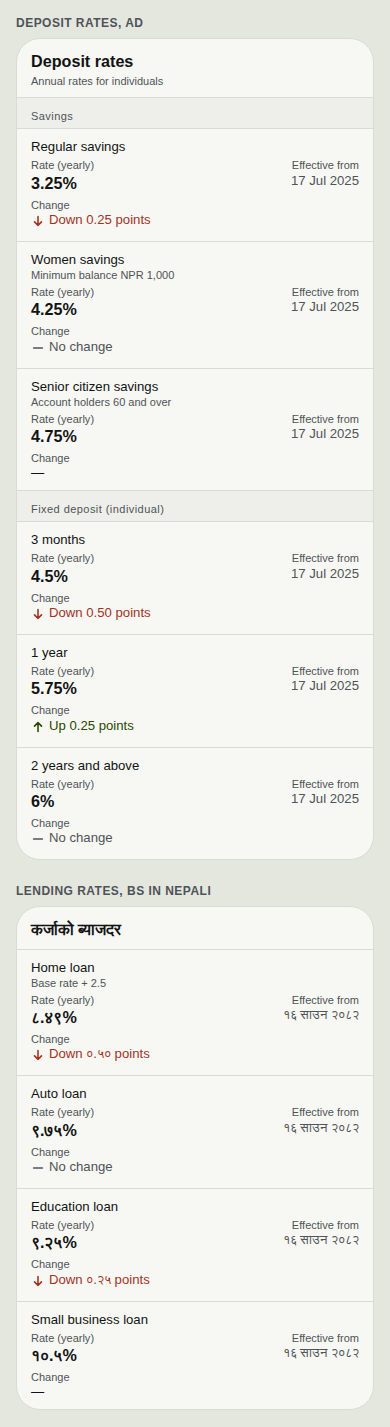 DEPOSIT RATES, AD
Deposit rates
Annual rates for individuals
Savings
Regular savings
Rate (yearly)
Effective from
3.25%
17 Jul 2025
Change
↓ Down 0.25 points
Women savings
Minimum balance NPR 1,000
Rate (yearly)
Effective from
4.25%
17 Jul 2025
Change
— No change
Senior citizen savings
Account holders 60 and over
Rate (yearly)
Effective from
4.75%
17 Jul 2025
Change
—
Fixed deposit (individual)
3 months
Rate (yearly)
Effective from
4.5%
17 Jul 2025
Change
↓ Down 0.50 points
1 year
Rate (yearly)
Effective from
5.75%
17 Jul 2025
Change
↑ Up 0.25 points
2 years and above
Rate (yearly)
Effective from
6%
17 Jul 2025
Change
— No change
LENDING RATES, BS IN NEPALI
कर्जाको ब्याजदर
Home loan
Base rate + 2.5
Rate (yearly)
Effective from
८.४९%
१६ साउन २०८२
Change
↓ Down ०.५० points
Auto loan
Rate (yearly)
Effective from
९.७५%
१६ साउन २०८२
Change
— No change
Education loan
Rate (yearly)
Effective from
९.२५%
१६ साउन २०८२
Change
↓ Down ०.२५ points
Small business loan
Rate (yearly)
Effective from
१०.५%
१६ साउन २०८२
Change
—